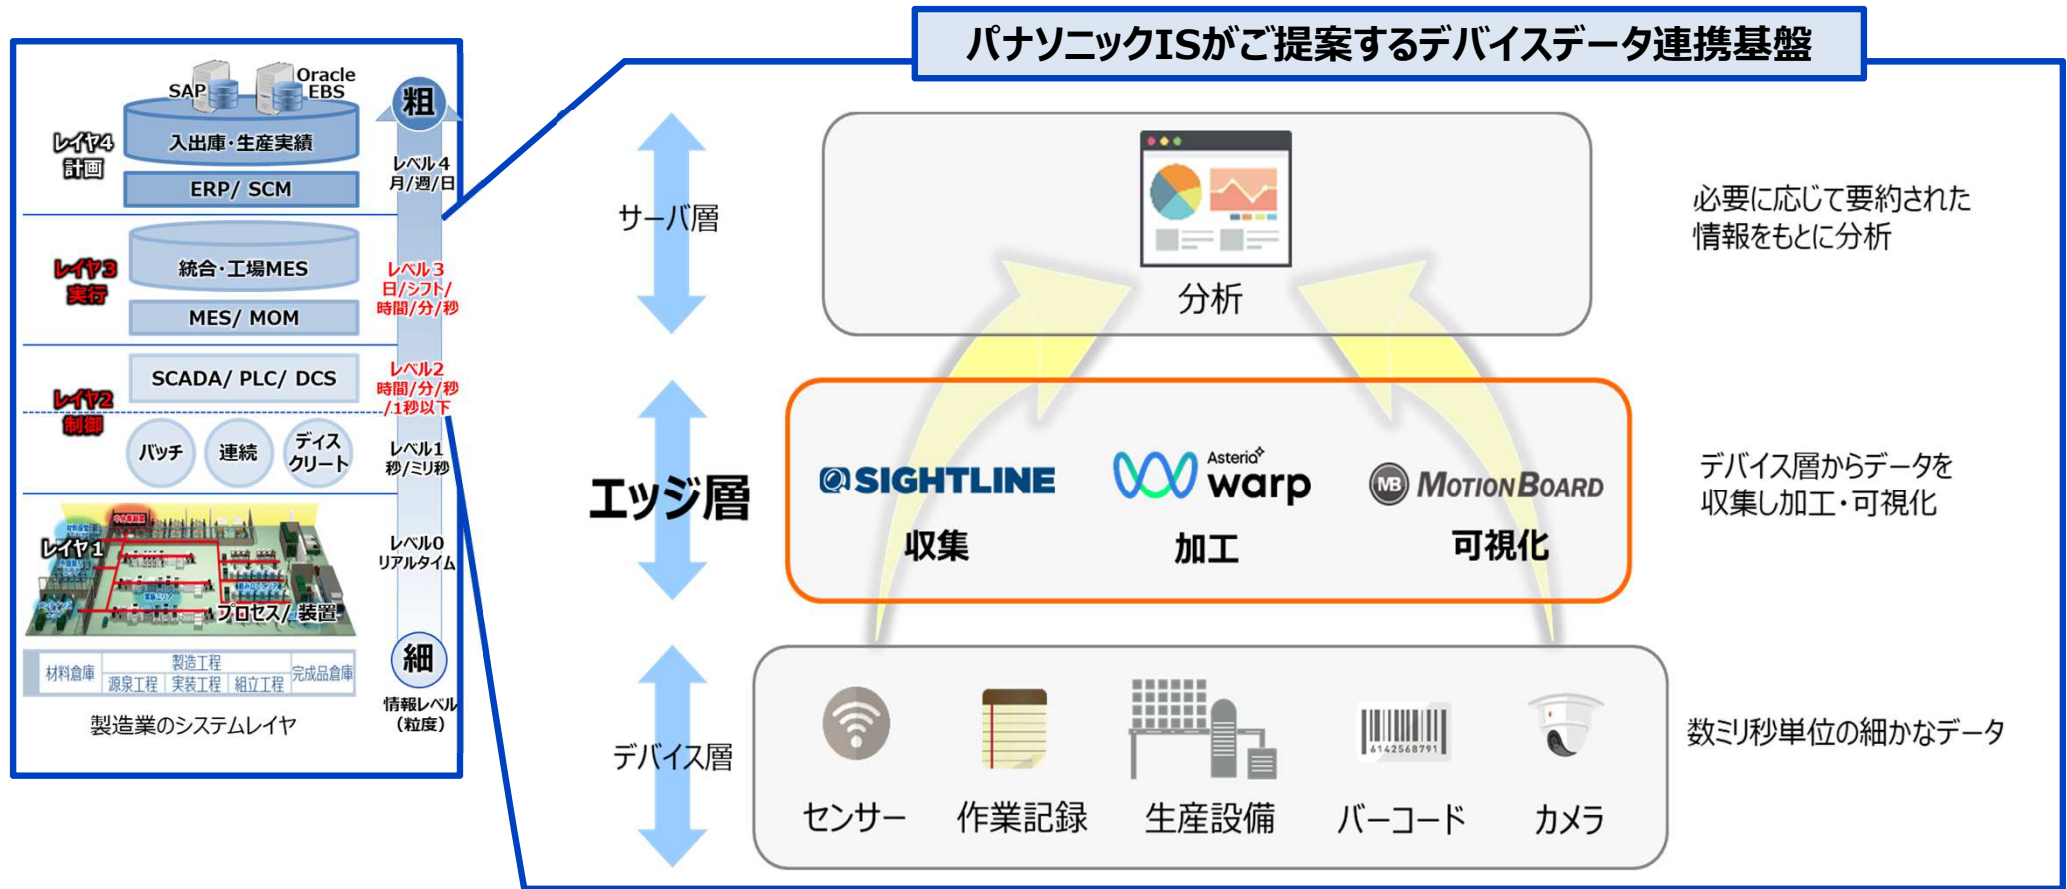 パナソニックISがご提案するデバイスデータ連携基盤
SAP
Oracle
EBS
粗
レイヤ4
計画
入出庫・生産実績
ERP/ SCM
レベル４
月/週/日
レイヤ３
実行
統合・工場MES
MES/ MOM
レベル３
日/シフト/
時間/分/秒
レイヤ2
制御
SCADA/ PLC/ DCS
レベル2
時間/分/秒
/1秒以下
バッチ
連続
ディス
クリート
レベル1
秒/ミリ秒
レイヤ１
プロセス/ 装置
レベル0
リアルタイム
細
材料倉庫
製造工程
源泉工程
実装工程
組立工程
完成品倉庫
情報レベル
（粒度）
製造業のシステムレイヤ
サーバ層
分析
必要に応じて要約された
情報をもとに分析
エッジ層
SIGHTLINE
収集
Asteria
warp
加工
MB MOTIONBOARD
可視化
デバイス層からデータを
収集し加工・可視化
デバイス層
センサー
作業記録
生産設備
6142568791
バーコード
カメラ
数ミリ秒単位の細かなデータ